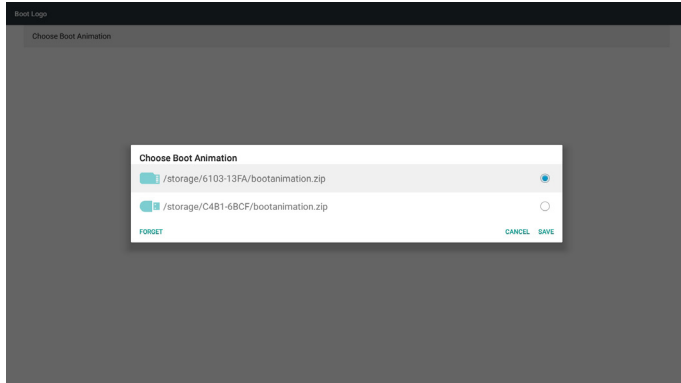 Boot Logo
Choose Boot Animation
Choose Boot Animation
/storage/6103-13FA/bootanimation.zip
/storage/C4B1-6BCF/bootanimation.zip
FORGET CANCEL SAVE